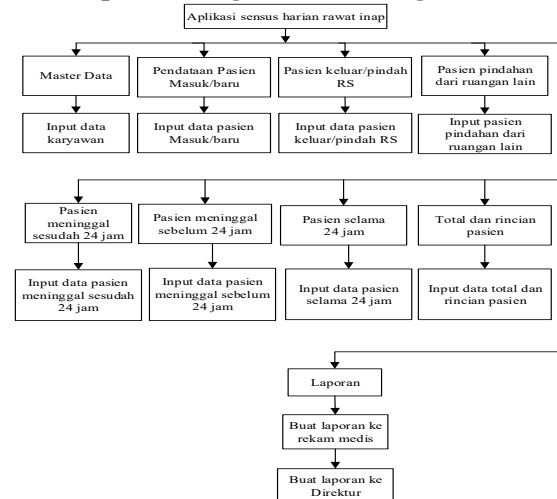 Aplikasi sensus harian rawat inap
Master Data
Pendataan Pasien
Masuk/baru
Pasien keluar/pindah
RS
Pasien pindahan
dari ruangan lain
Input data
karyawan
Input data pasien
Masuk/baru
Input data pasien
keluar/pindah RS
Input pasien
pindahan dari
ruangan lain
Pasien
meninggal
sesudah 24 jam
Pasien meninggal
sebelum 24 jam
Pasien selama
24 jam
Total dan rincian
pasien
Input data pasien
meninggal sesudah
24 jam
Input data pasien
meninggal sebelum
24 jam
Input data pasien
selama 24 jam
Input data total dan
rincian pasien
Laporan
Buat laporan ke
rekam medis
Buat laporan ke
Direktur